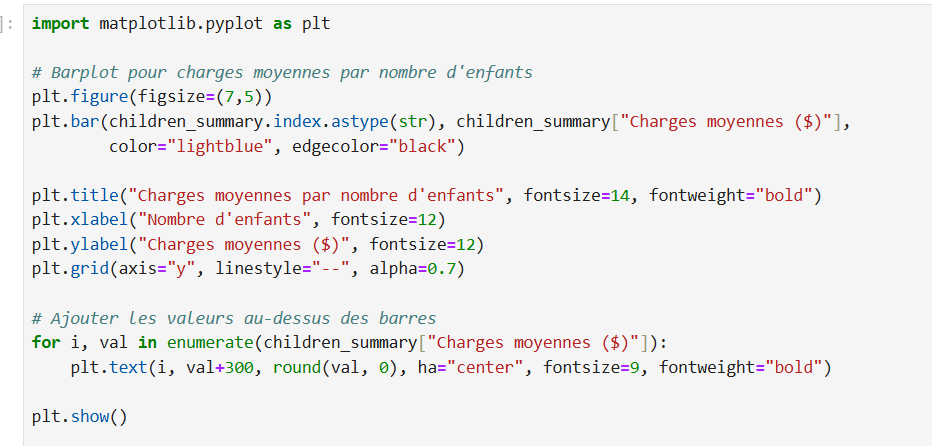 ]:
import matplotlib.pyplot as plt
# Barplot pour charges moyennes par nombre d'enfants
plt.figure(figsize=(7,5))
plt.bar(children_summary.index.astype(str), children_summary["Charges moyennes ($)"],
        color="lightblue", edgecolor="black")
plt.title("Charges moyennes par nombre d'enfants", fontsize=14, fontweight="bold")
plt.xlabel("Nombre d'enfants", fontsize=12)
plt.ylabel("Charges moyennes ($)", fontsize=12)
plt.grid(axis="y", linestyle="--", alpha=0.7)
# Ajouter les valeurs au-dessus des barres
for i, val in enumerate(children_summary["Charges moyennes ($)"]):
    plt.text(i, val+300, round(val, 0), ha="center", fontsize=9, fontweight="bold")
plt.show()